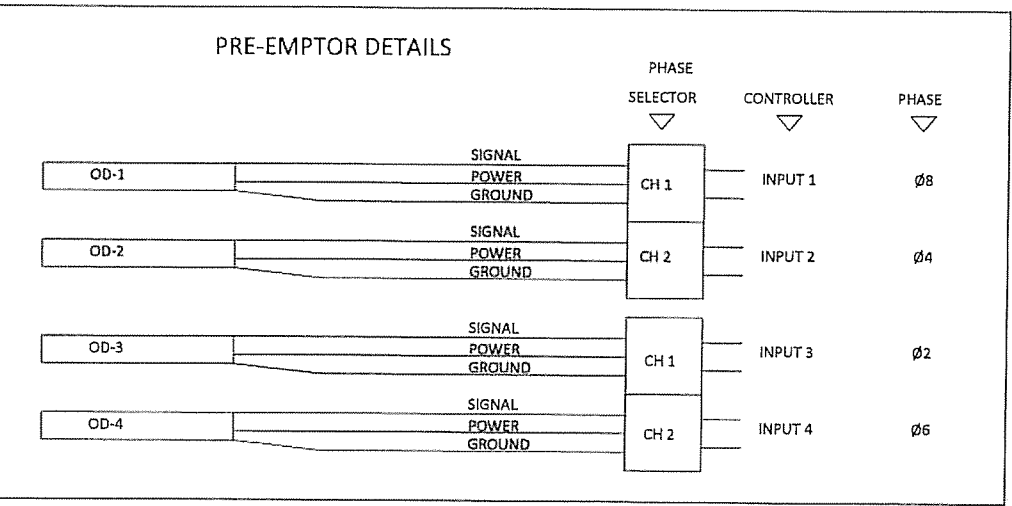 PRE-EMPTOR DETAILS
PHASE
SELECTOR CONTROLLER PHASE
SIGNAL
OD-1 POWER CH 1 INPUT 1 Ø8
GROUND
SIGNAL
OD-2 POWER CH 2 INPUT 2 Ø4
GROUND
SIGNAL
OD-3 POWER CH 1 INPUT 3 Ø2
GROUND
SIGNAL
OD-4 POWER CH 2 INPUT 4 Ø6
GROUND